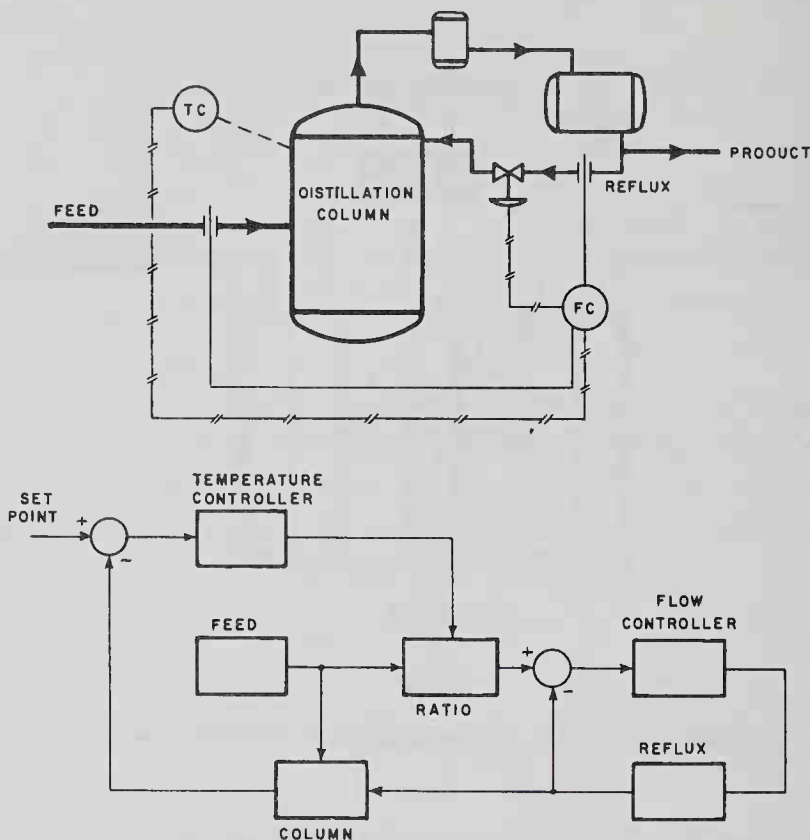 TC
PROOUCT
REFLUX
OISTILLATION
COLUMN
FEED
FC
TEMPERATURE
CONTROLLER
SET
POINT
+
-
FLOW
CONTROLLER
FEED
+
-
RATIO
REFLUX
COLUMN